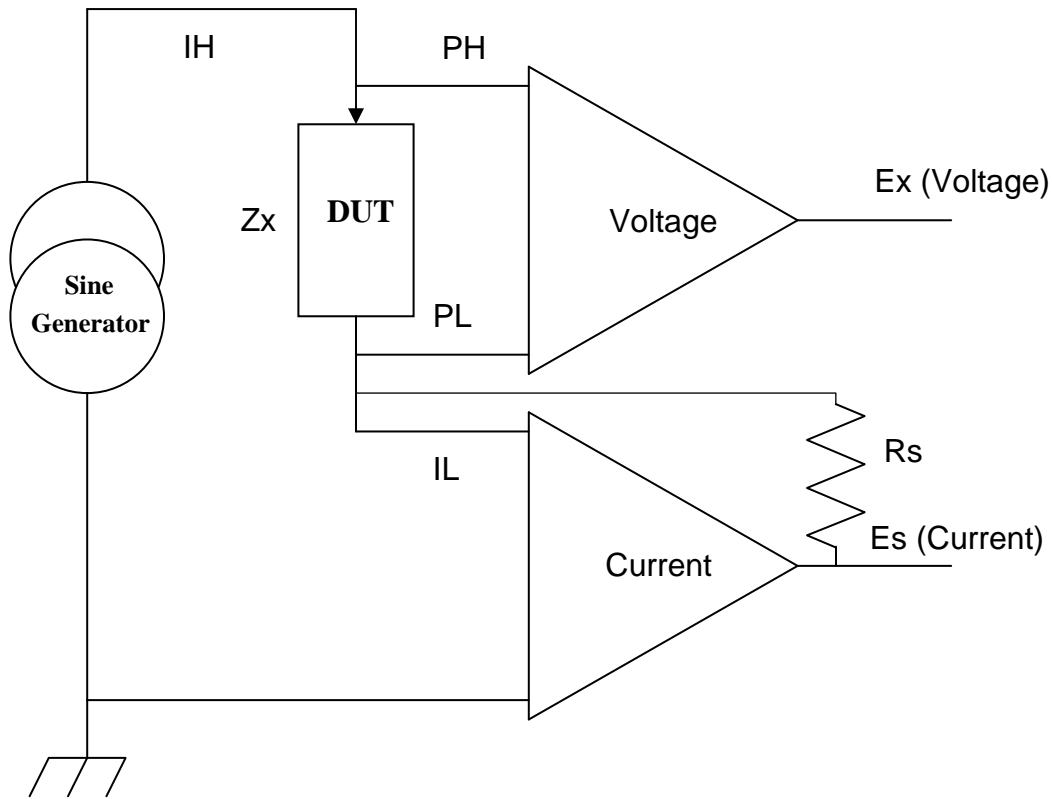 IH
PH
Ex (Voltage)
Zx
DUT
Voltage
Sine
Generator
PL
Rs
IL
Es (Current)
Current